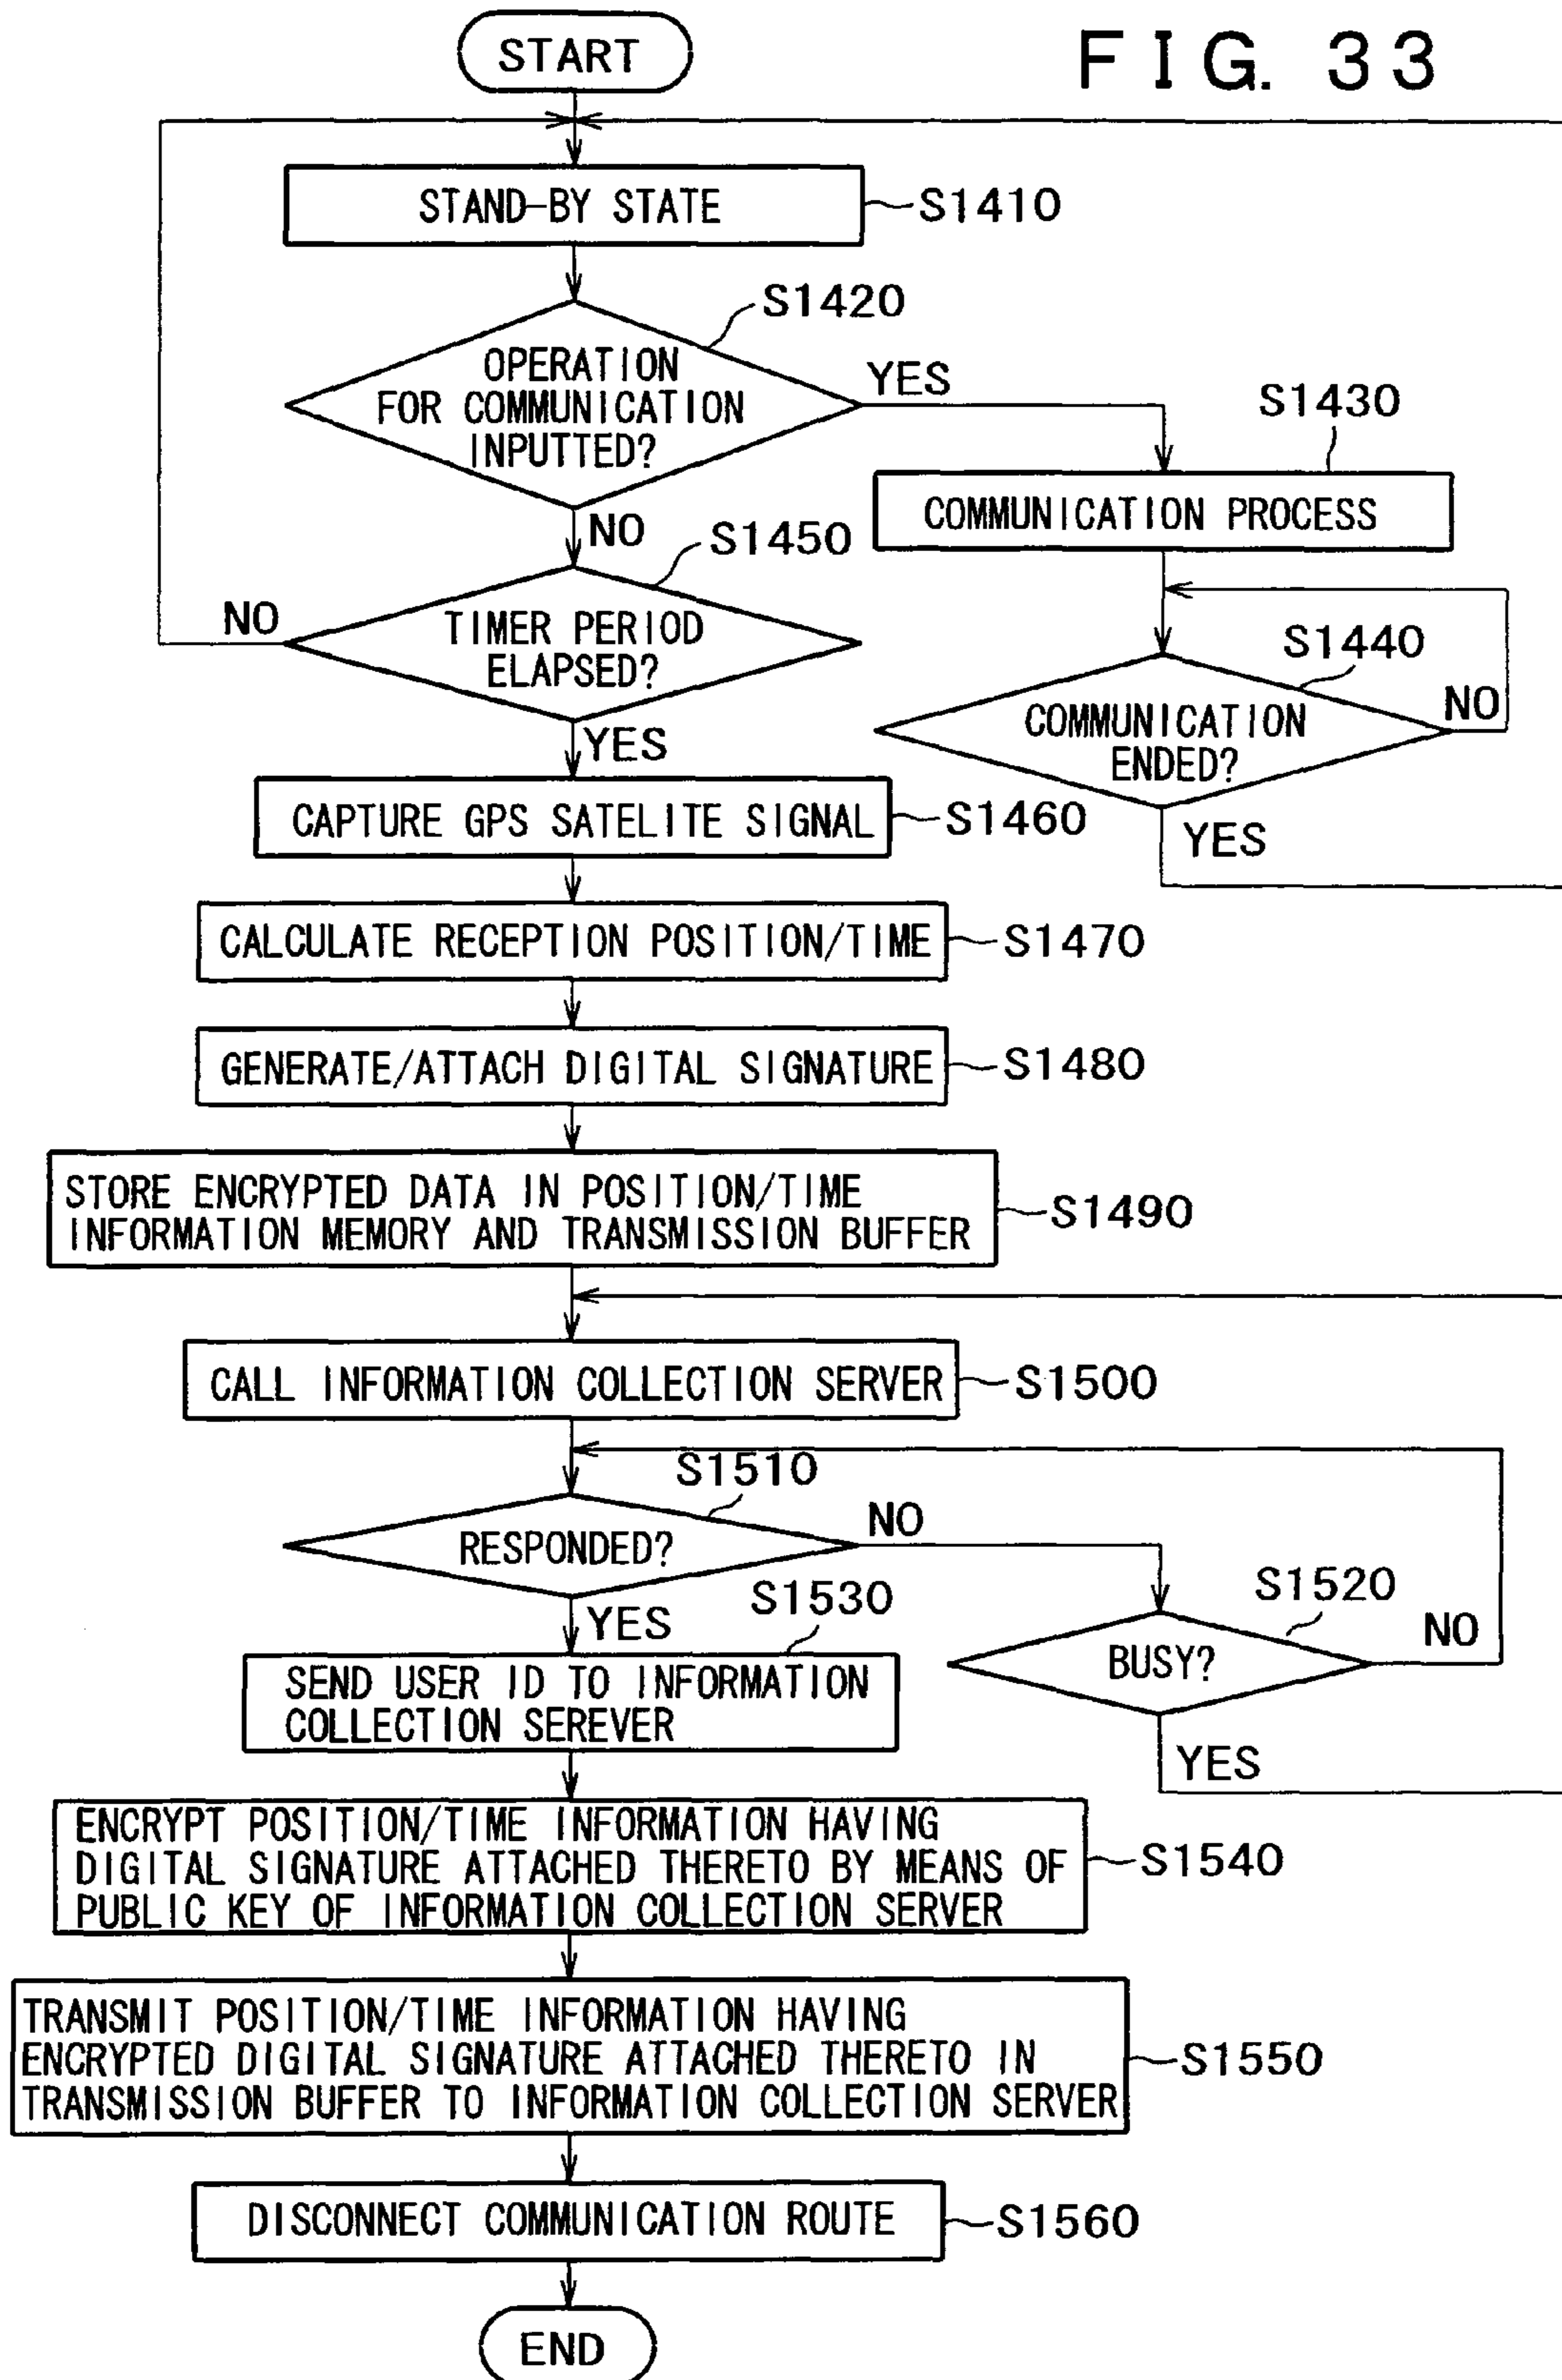 START
FIG. 33
STAND-BY STATE
S1410
S1420
OPERATION
FOR COMMUNICATION
INPUTTED?
YES
S1430
COMMUNICATION PROCESS
NO
S1450
TIMER PERIOD
ELAPSED?
NO
S1440
COMMUNICATION
ENDED?
NO
YES
YES
CAPTURE GPS SATELITE SIGNAL
S1460
CALCULATE RECEPTION POSITION/TIME
S1470
GENERATE/ATTACH DIGITAL SIGNATURE
S1480
STORE ENCRYPTED DATA IN POSITION/TIME
INFORMATION MEMORY AND TRANSMISSION BUFFER
S1490
CALL INFORMATION COLLECTION SERVER
S1500
S1510
RESPONDED?
NO
S1520
BUSY?
NO
YES
YES
S1530
SEND USER ID TO INFORMATION
COLLECTION SEREVER
ENCRYPT POSITION/TIME INFORMATION HAVING
DIGITAL SIGNATURE ATTACHED THERETO BY MEANS OF
PUBLIC KEY OF INFORMATION COLLECTION SERVER
S1540
TRANSMIT POSITION/TIME INFORMATION HAVING
ENCRYPTED DIGITAL SIGNATURE ATTACHED THERETO IN
TRANSMISSION BUFFER TO INFORMATION COLLECTION SERVER
S1550
DISCONNECT COMMUNICATION ROUTE
S1560
END